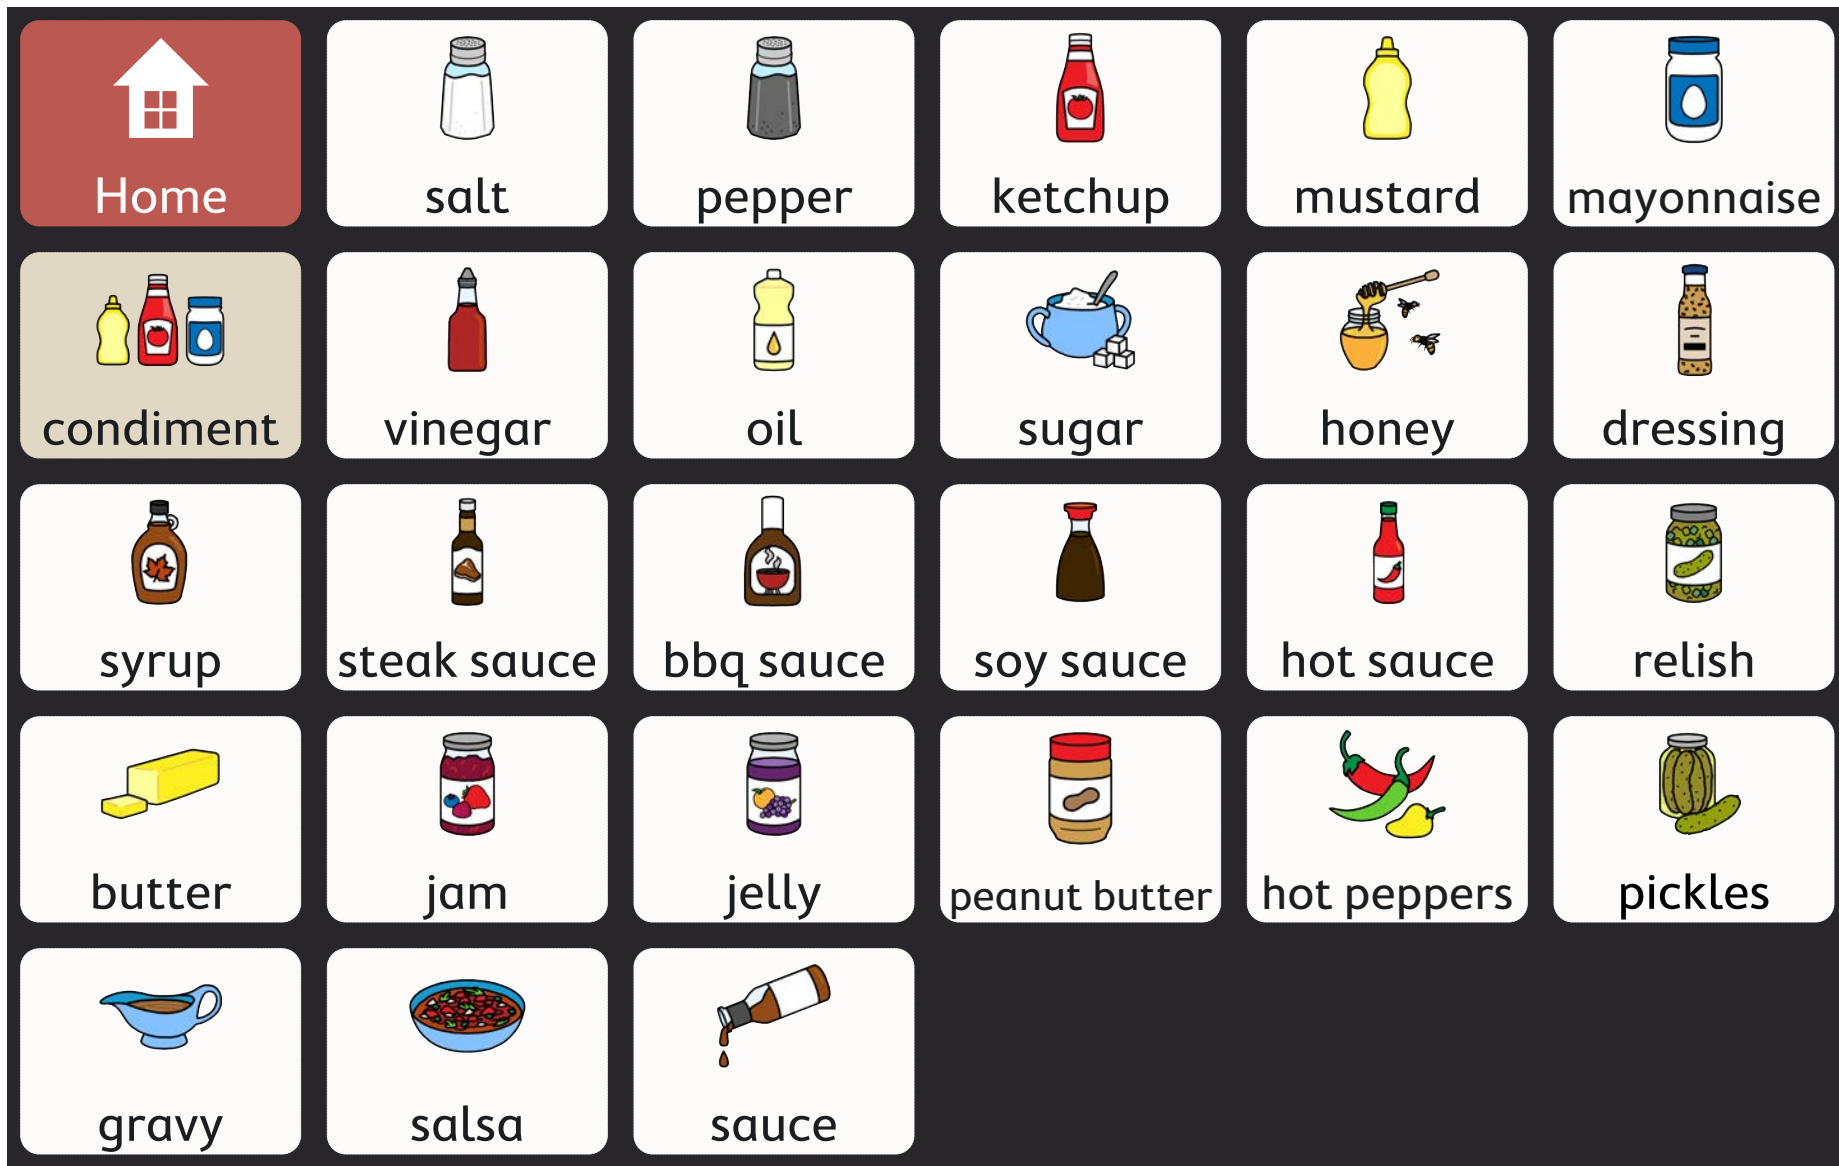 Home
salt
pepper
ketchup
mustard
mayonnaise
condiment
vinegar
oil
sugar
honey
dressing
syrup
steak sauce
bbq sauce
soy sauce
hot sauce
relish
butter
jam
jelly
peanut butter
hot peppers
pickles
gravy
salsa
sauce